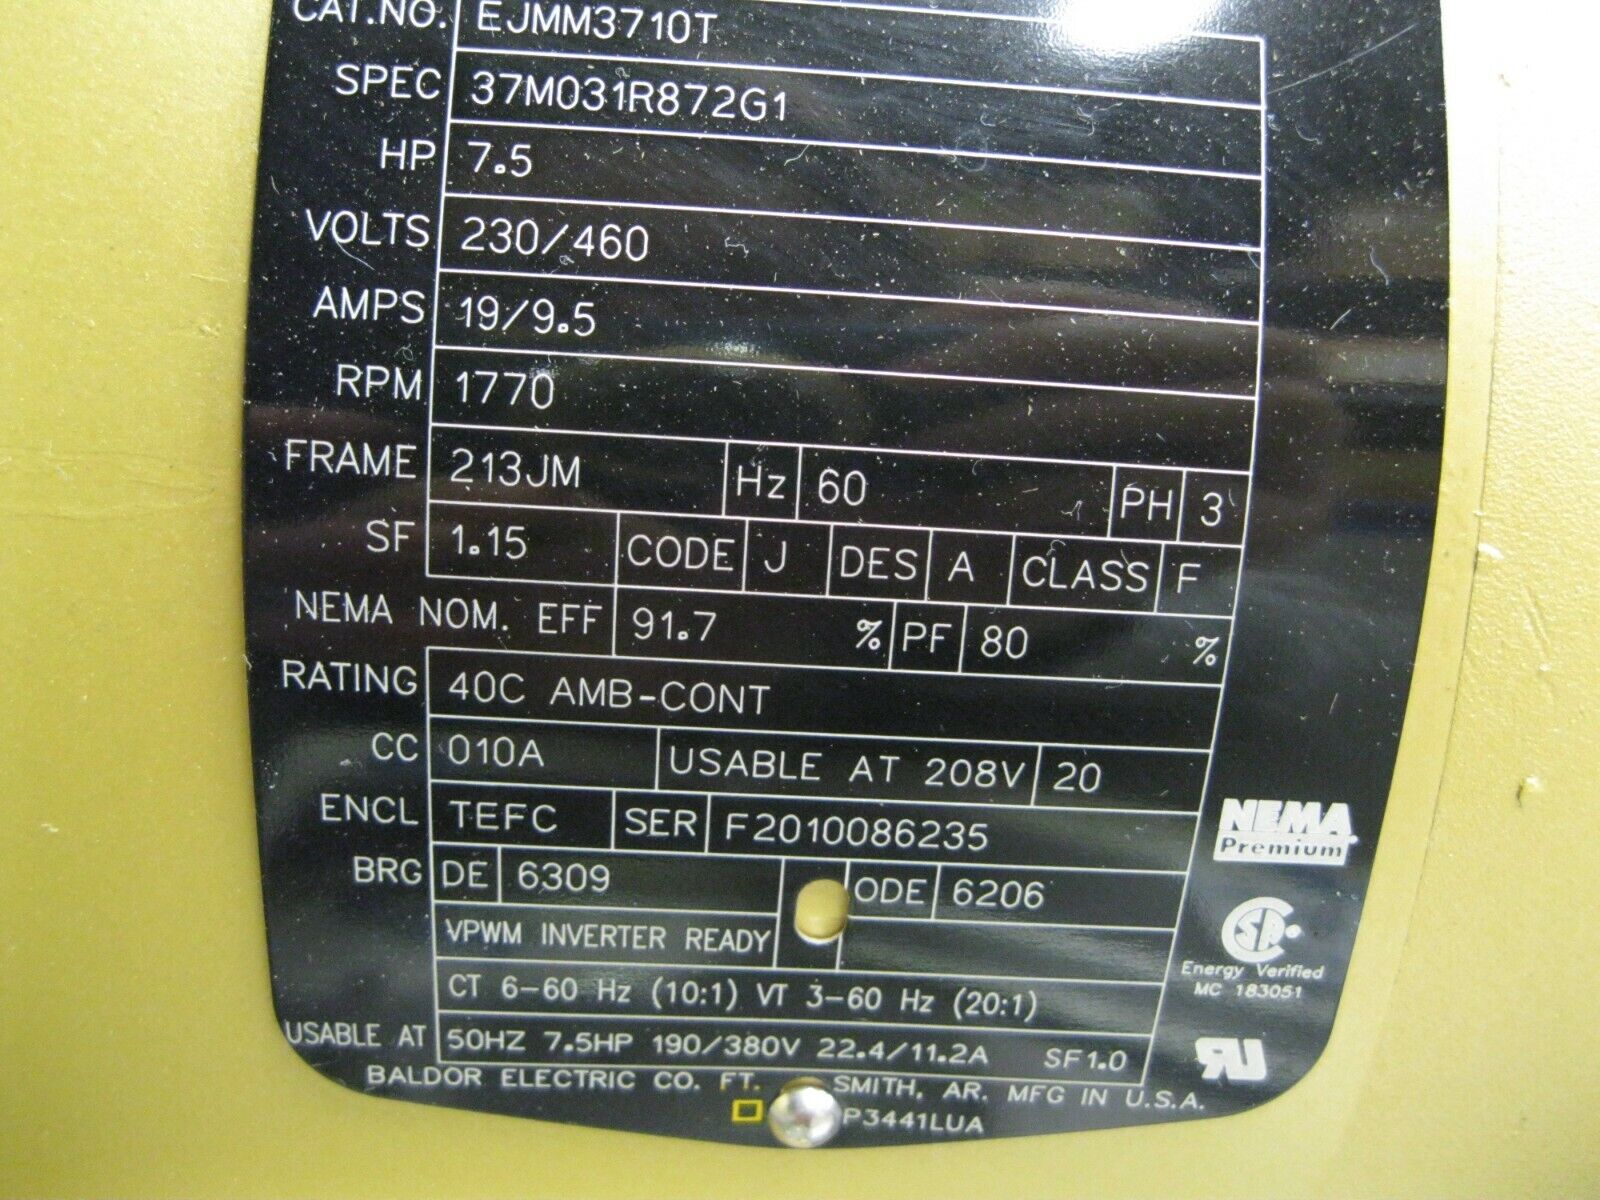 CAT.NO. EJMM3710T
SPEC 37M031R872G1
HP 7.5
VOLTS 230/460
AMPS 19/9.5
RPM 1770
FRAME 213JM Hz 60 PH 3
SF 1.15 CODE J DES A CLASS F
NEMA NOM. EFF 91.7 % PF 80 %
RATING 40C AMB-CONT
CC 010A USABLE AT 208V 20
ENCL TEFC SER F2010086235
NEMA
Premium
BRG DE 6309 ODE 6206
VPWM INVERTER READY
Energy Verified
MC 183051
CT 6-60 Hz (10:1) VT 3-60 Hz (20:1)
USABLE AT 50HZ 7.5HP 190/380V 22.4/11.2A SF1.0
BALDOR ELECTRIC CO. FT. SMITH, AR. MFG IN U.S.A.
P3441LUA